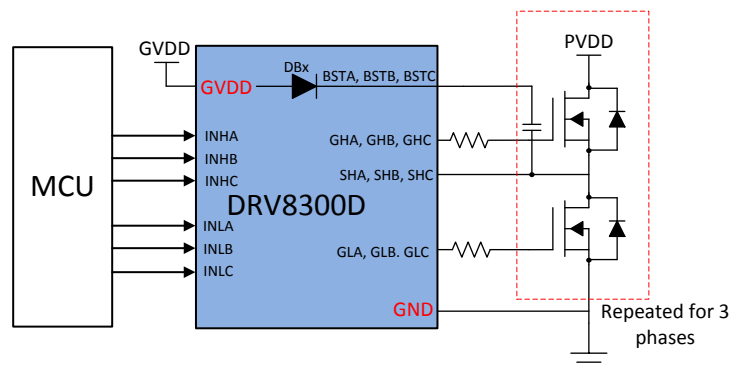 GVDD
PVDD
DBx
BSTA, BSTB, BSTC
GVDD
INHA
INHB
INHC
GHA, GHB, GHC
MCU
SHA, SHB, SHC
DRV8300D
INLA
INLB
INLC
GLA, GLB. GLC
GND
Repeated for 3
phases